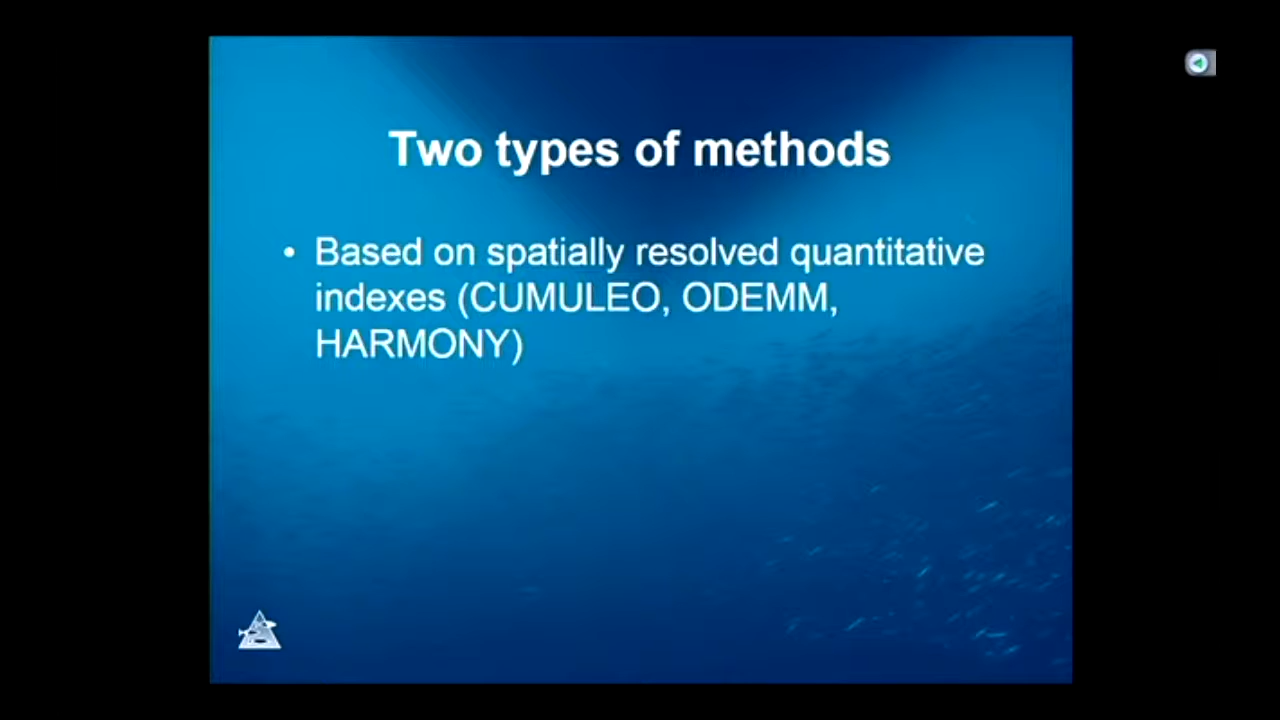 Two types of methods
• Based on spatially resolved quantitative
indexes (CUMULEO, ODEMM,
HARMONY)